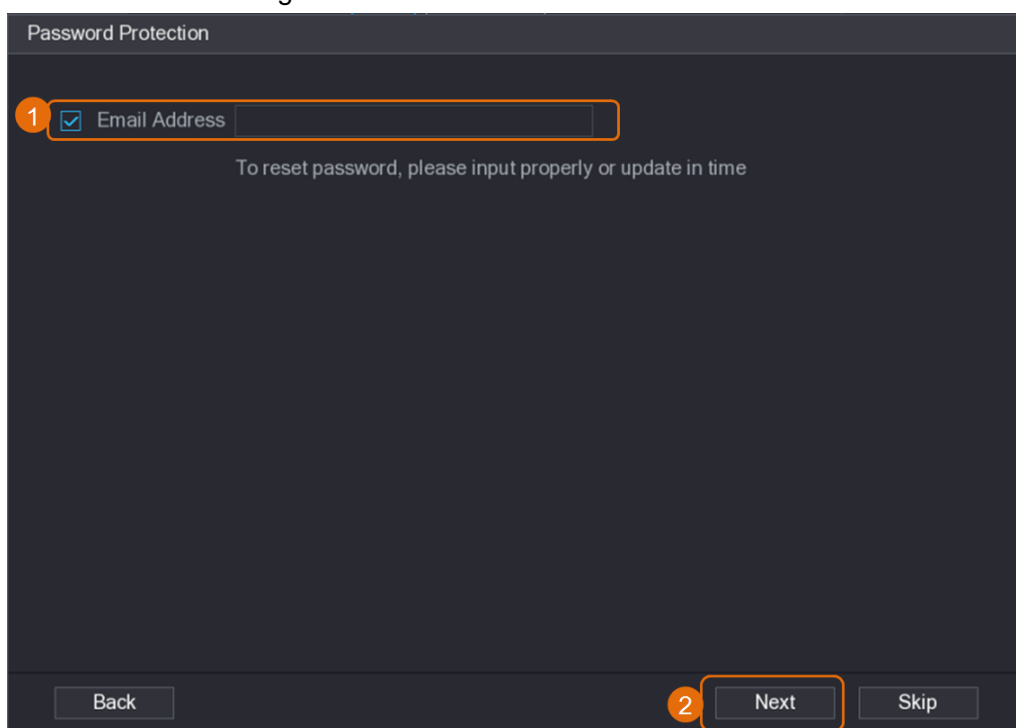 Password Protection
1 Email Address
To reset password, please input properly or update in time
Back 2 Next Skip